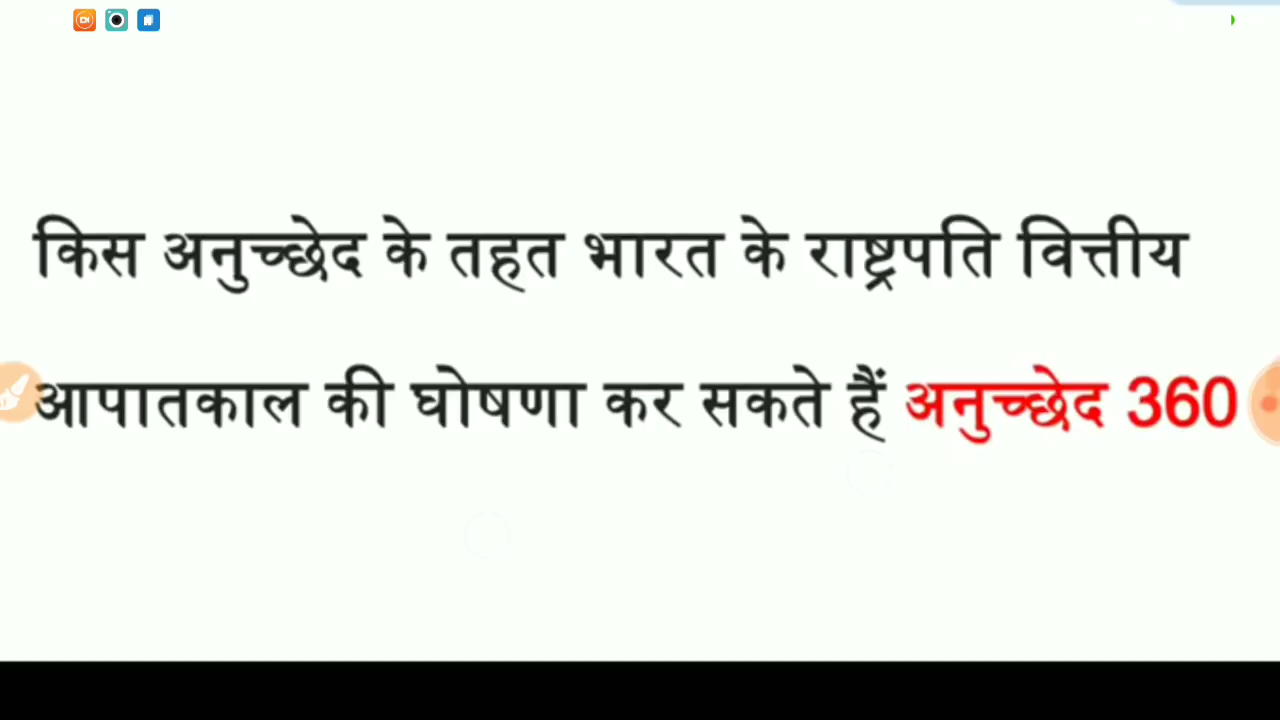 किस अनुच्छेद के तहत भारत के राष्ट्रपति वित्तीय
आपातकाल की घोषणा कर सकते हैं अनुच्छेद 360